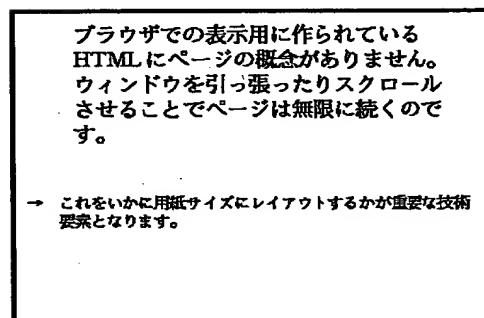 ブラウザでの表示用に作られている
HTMLにページの概念がありません。
ウィンドウを引っ張ったりスクロール
させることでページは無限に続くので
す。
→ これをいかに用紙サイズにレイアウトするかが重要な技術
要素となります。